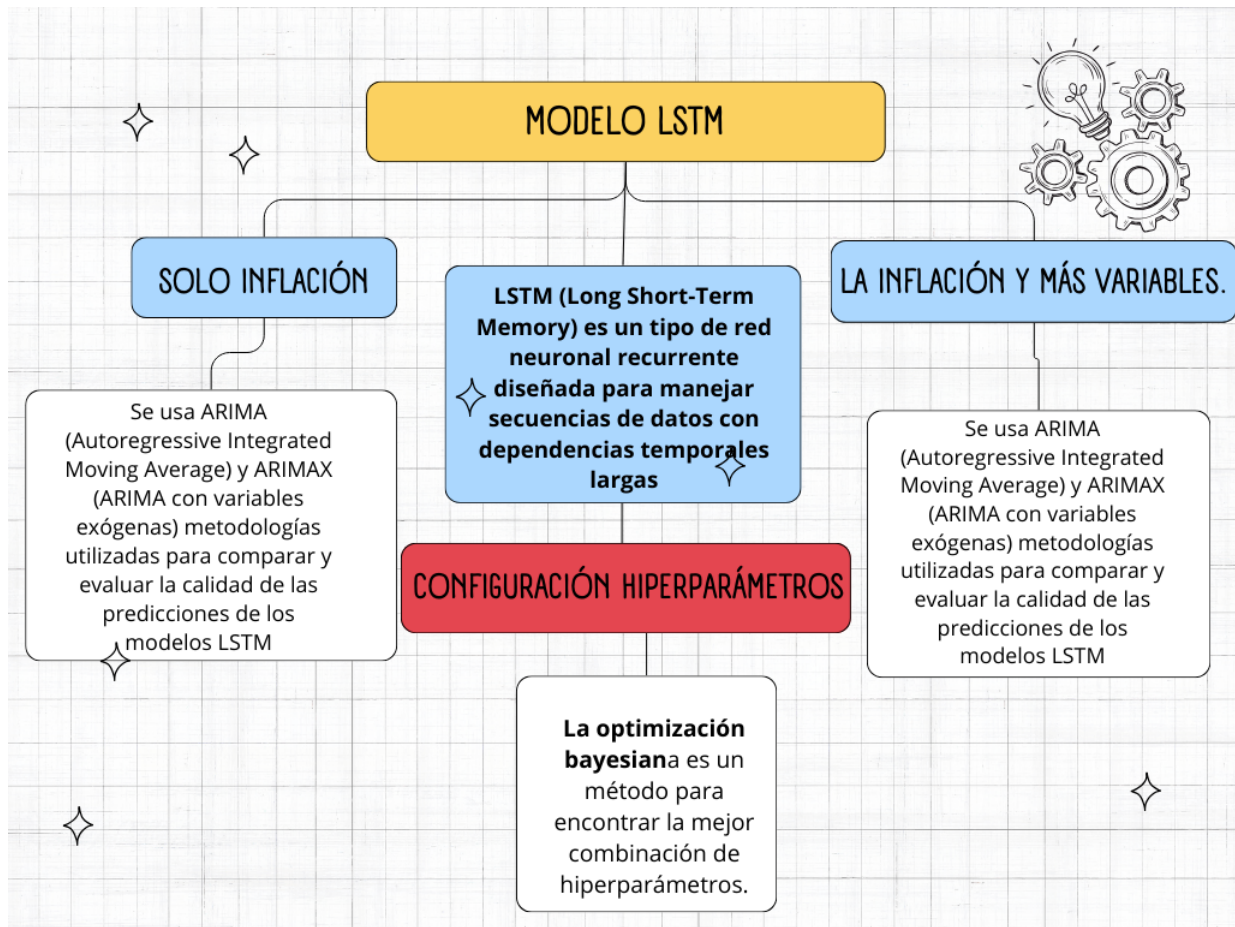 MODELO LSTM
SOLO INFLACIÓN
LA INFLACIÓN Y MÁS VARIABLES.
LSTM (Long Short-Term
Memory) es un tipo de red
neuronal recurrente
diseñada para manejar
secuencias de datos con
dependencias temporales
largas
Se usa ARIMA
(Autoregressive Integrated
Moving Average) y ARIMAX
(ARIMA con variables
exógenas) metodologías
utilizadas para comparar y
evaluar la calidad de las
predicciones de los
modelos LSTM
Se usa ARIMA
(Autoregressive Integrated
Moving Average) y ARIMAX
(ARIMA con variables
exógenas) metodologías
utilizadas para comparar y
evaluar la calidad de las
predicciones de los
modelos LSTM
CONFIGURACIÓN HIPERPARÁMETROS
La optimización
bayesiana es un
método para
encontrar la mejor
combinación de
hiperparámetros.